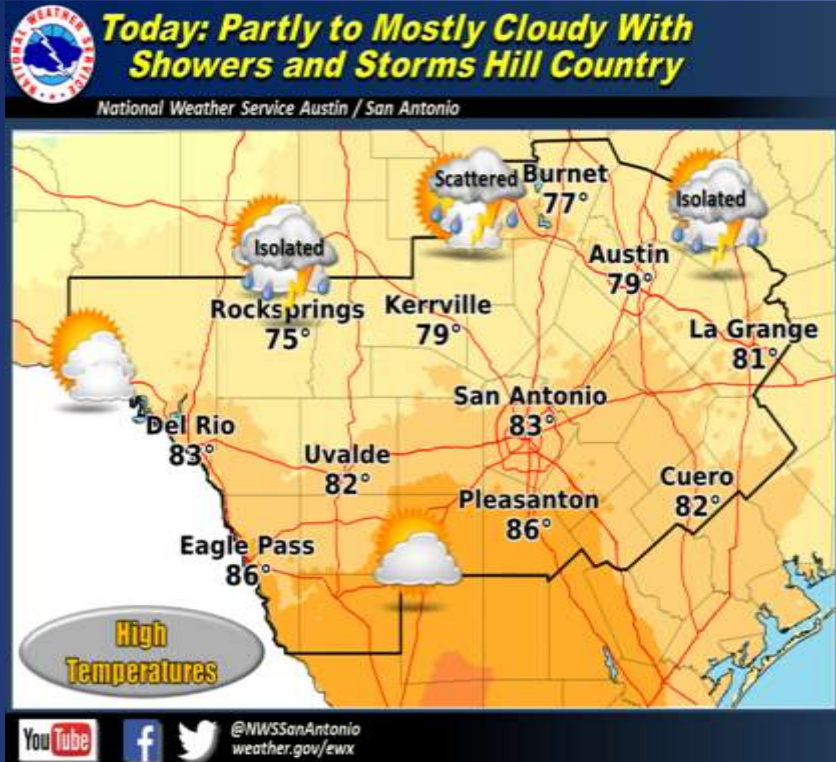 NATIONAL WEATHER SERVICE
Today: Partly to Mostly Cloudy With
Showers and Storms Hill Country
National Weather Service Austin / San Antonio
Scattered
Burnet
77°
Isolated
Isolated
Austin
79°
Rocksprings
75°
Kerrville
79°
La Grange
81°
San Antonio
83°
Del Rio
83°
Uvalde
82°
Cuero
82°
Pleasanton
86°
Eagle Pass
86°
High
Temperatures
YouTube
@NWSSanAntonio
weather.gov/ewx